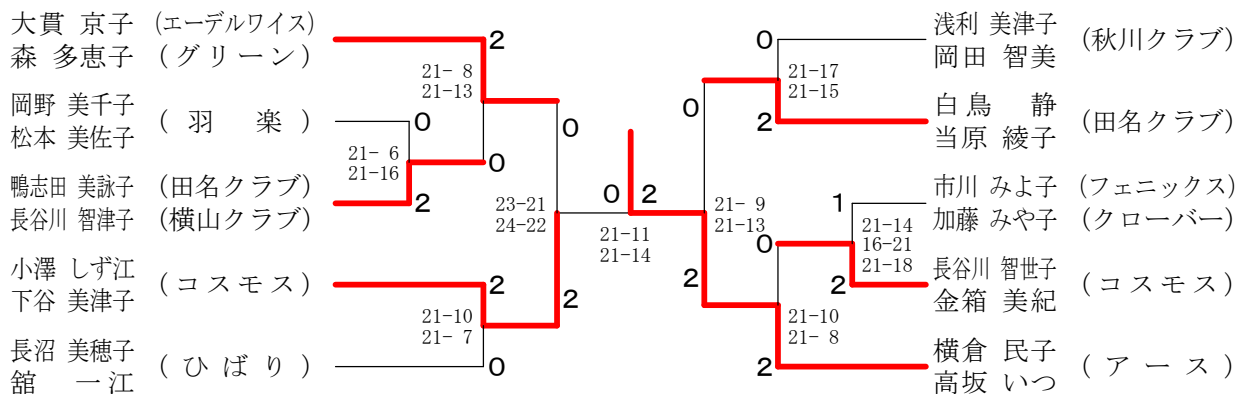 大貫 京子 (エーデルワイス)
森 多恵子 (グリーン)
2
21- 8
21-13
岡野 美千子
松本 美佐子
(羽 楽)
0
21- 6
21-16
0
鴨志田 美詠子 (田名クラブ)
長谷川 智津子 (横山クラブ)
2
0
23-21
24-22
小澤 しず江
下谷 美津子
(コスモス)
2
2
21-10
21- 7
長沼 美穂子
舘 一江
(ひばり)
0
0
2
21-11
21-14
浅利 美津子
岡田 智美
(秋川クラブ)
0
21-17
21-15
0
白鳥 静
当原 綾子
(田名クラブ)
2
21- 9
21-13
市川 みよ子 (フェニックス)
加藤 みや子 (クローバー)
1
21-14
16-21
21-18
0
長谷川 智世子
金箱 美紀
(コスモス)
2
2
21-10
21- 8
横倉 民子
高坂 いつ
(アース)
2